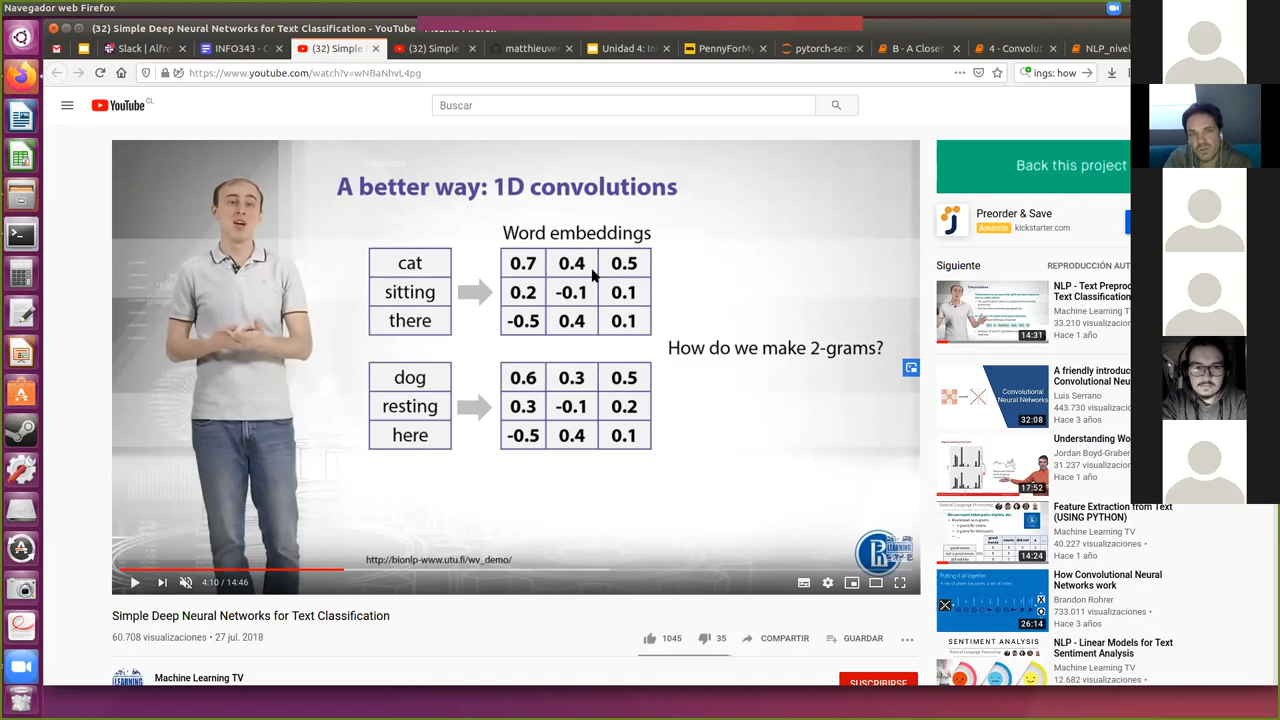 Navegador web Firefox
(32) Simple Deep Neural Networks for Text Classification - YouTube - Mozilla Firefox
Slack | Alfre
INFO343 - C
(32) Simple
(32) Simple
matthieuve
Unidad 4: In
PennyForMy
pytorch-sen
B - A Closer
4 - Convolut
NLP_nivel
https://www.youtube.com/watch?v=wNBaNhvL4pg
ings: how
YouTube CL
Buscar
A better way: 1D convolutions
Word embeddings
cat
0.7 0.4 0.5
sitting
0.2 -0.1 0.1
there
-0.5 0.4 0.1
How do we make 2-grams?
dog
0.6 0.3 0.5
resting
0.3 -0.1 0.2
here
-0.5 0.4 0.1
http://bionlp-www.utu.fi/wv_demo/
4:10 / 14:46
Simple Deep Neural Networks for Text Classification
60.708 visualizaciones • 27 jul. 2018
1045
35
COMPARTIR
GUARDAR
Machine Learning TV
SUSCRIBIRSE
Back this project
Preorder & Save
Anuncio kickstarter.com
Siguiente
REPRODUCCIÓN AUT
NLP - Text Preproc
Text Classification
Machine Learning T
33.210 visualizacion
Hace 1 año
14:31
A friendly introduc
Convolutional Neu
Luis Serrano
443.730 visualizacion
Hace 3 años
32:08
Understanding Wo
Jordan Boyd-Graber
31.237 visualizacion
Hace 1 año
17:52
Feature Extraction from Text
(USING PYTHON)
Machine Learning TV
40.227 visualizaciones •
Hace 1 año
14:24
How Convolutional Neural
Networks work
Brandon Rohrer
733.011 visualizaciones •
Hace 3 años
26:14
NLP - Linear Models for Text
Sentiment Analysis
Machine Learning TV
12.682 visualizaciones •
SENTIMENT ANALYSIS